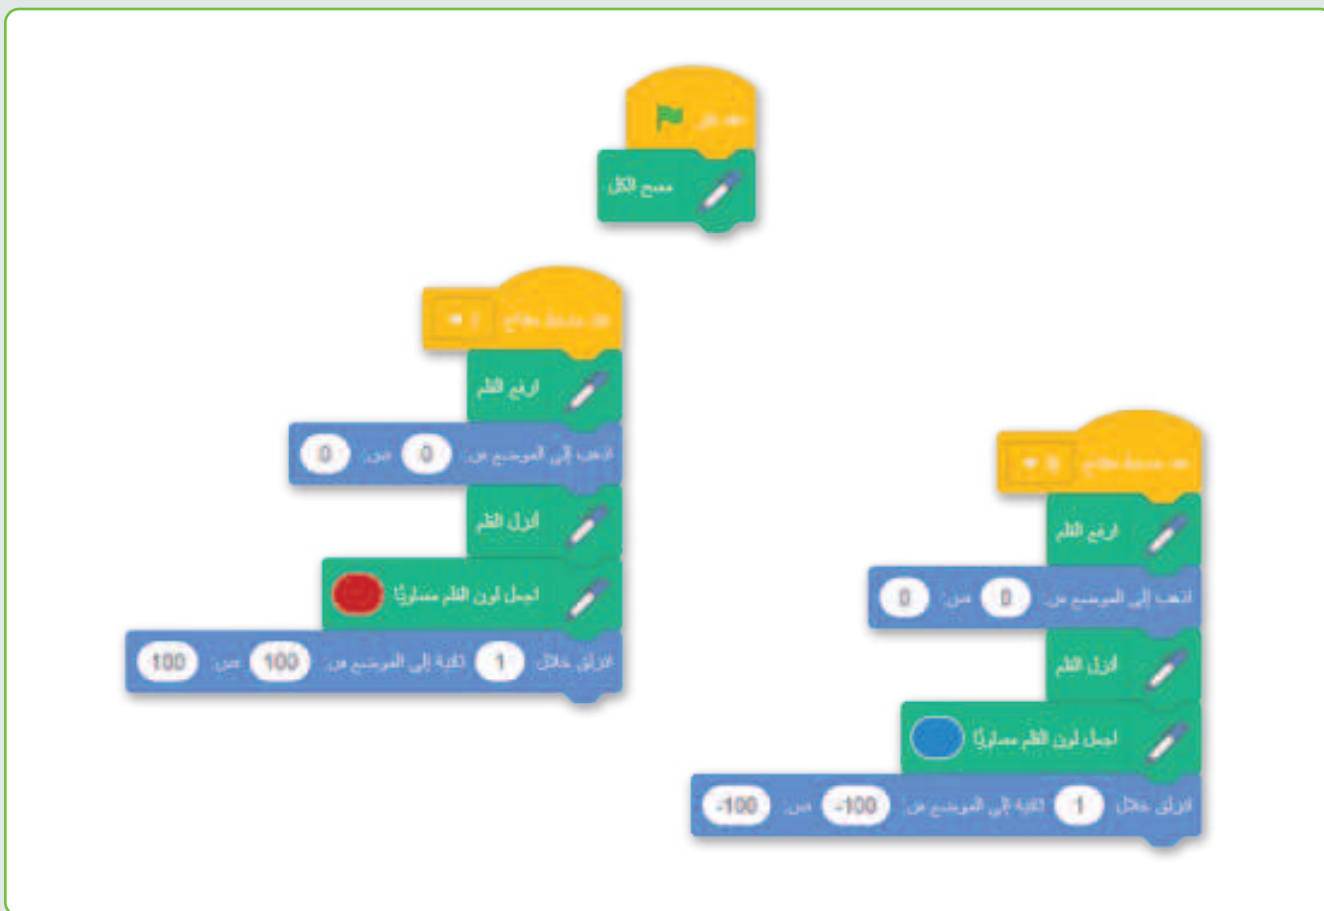 مسح الكل
ارفع القلم
اذهب إلى الموضع س: 0 ص: 0
أنزل القلم
اجعل لون القلم مساويًا
انزلق خلال 1 ثانية إلى الموضع س: 100 ص: 100
ارفع القلم
اذهب إلى الموضع س: 0 ص: 0
أنزل القلم
اجعل لون القلم مساويًا
انزلق خلال 1 ثانية إلى الموضع س: -100 ص: -100